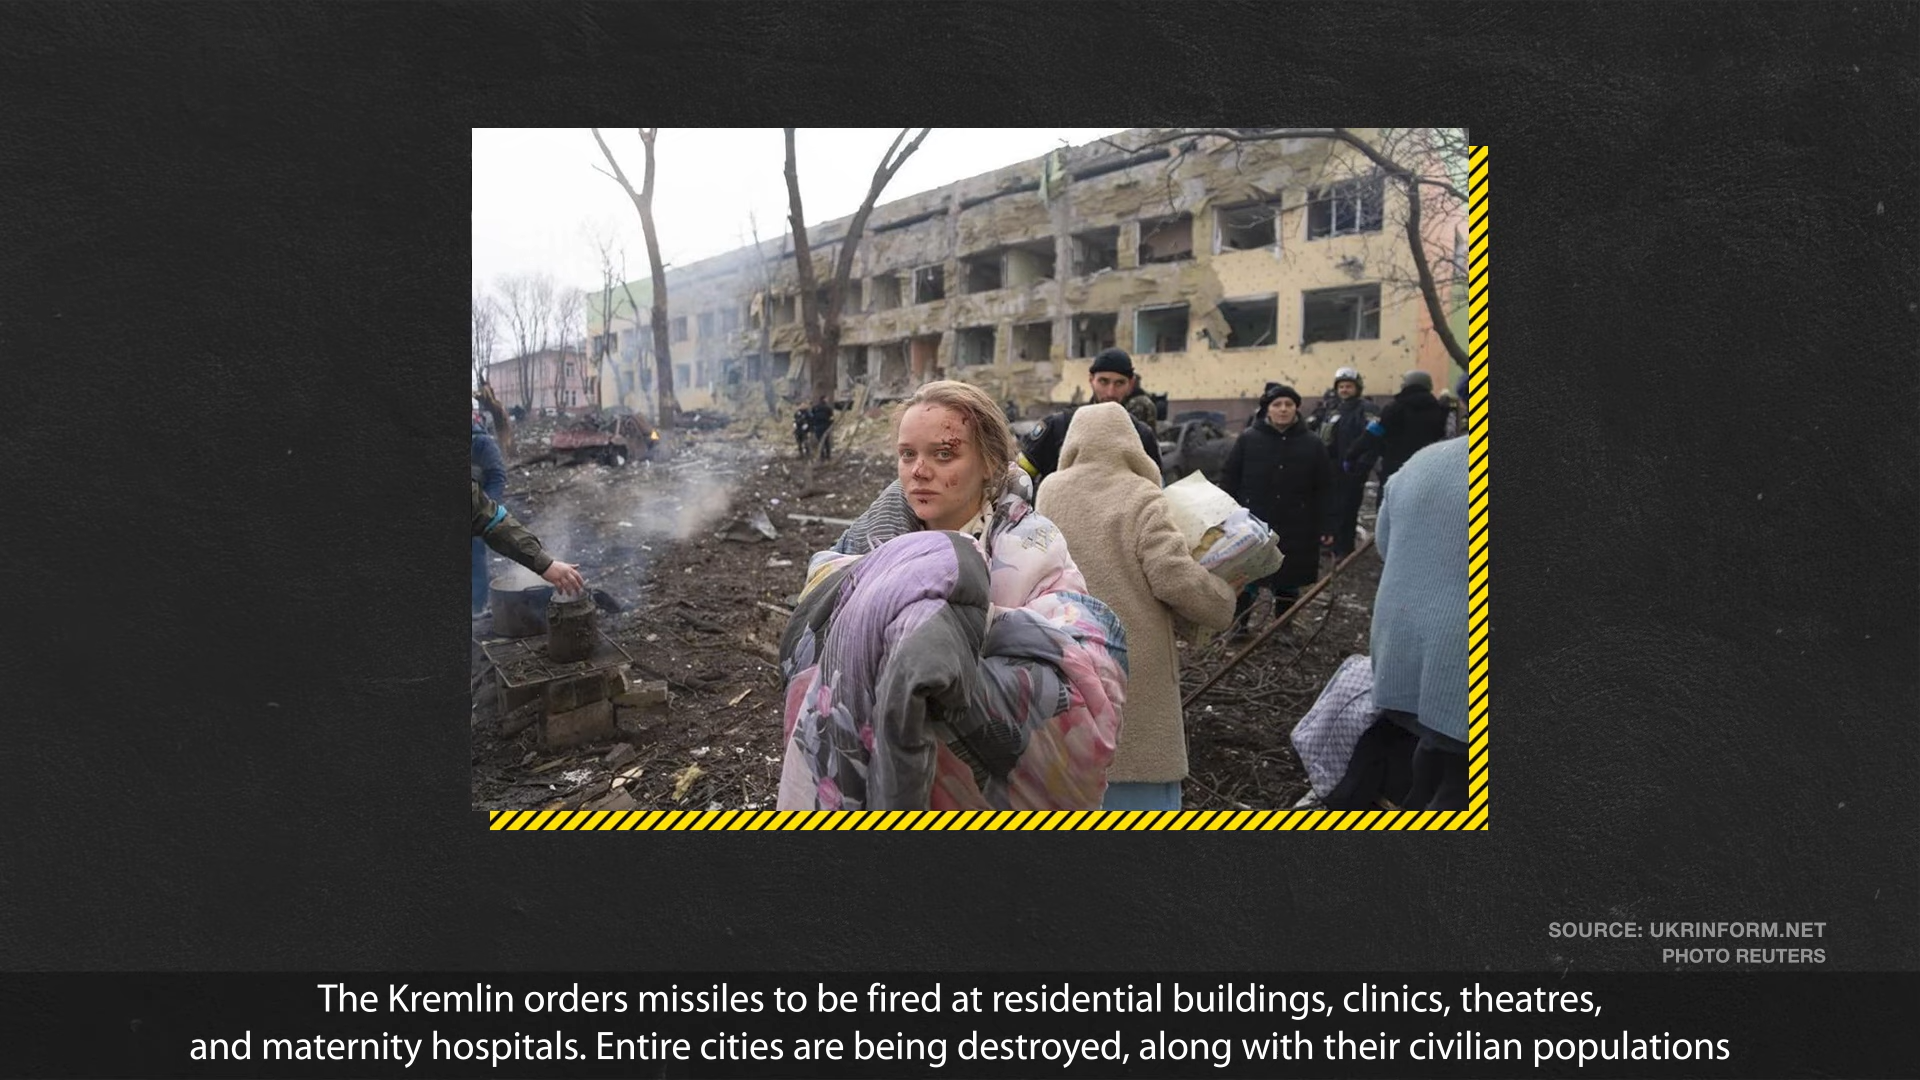 SOURCE: UKRINFORM.NET
PHOTO REUTERS
The Kremlin orders missiles to be fired at residential buildings, clinics, theatres,
and maternity hospitals. Entire cities are being destroyed, along with their civilian populations